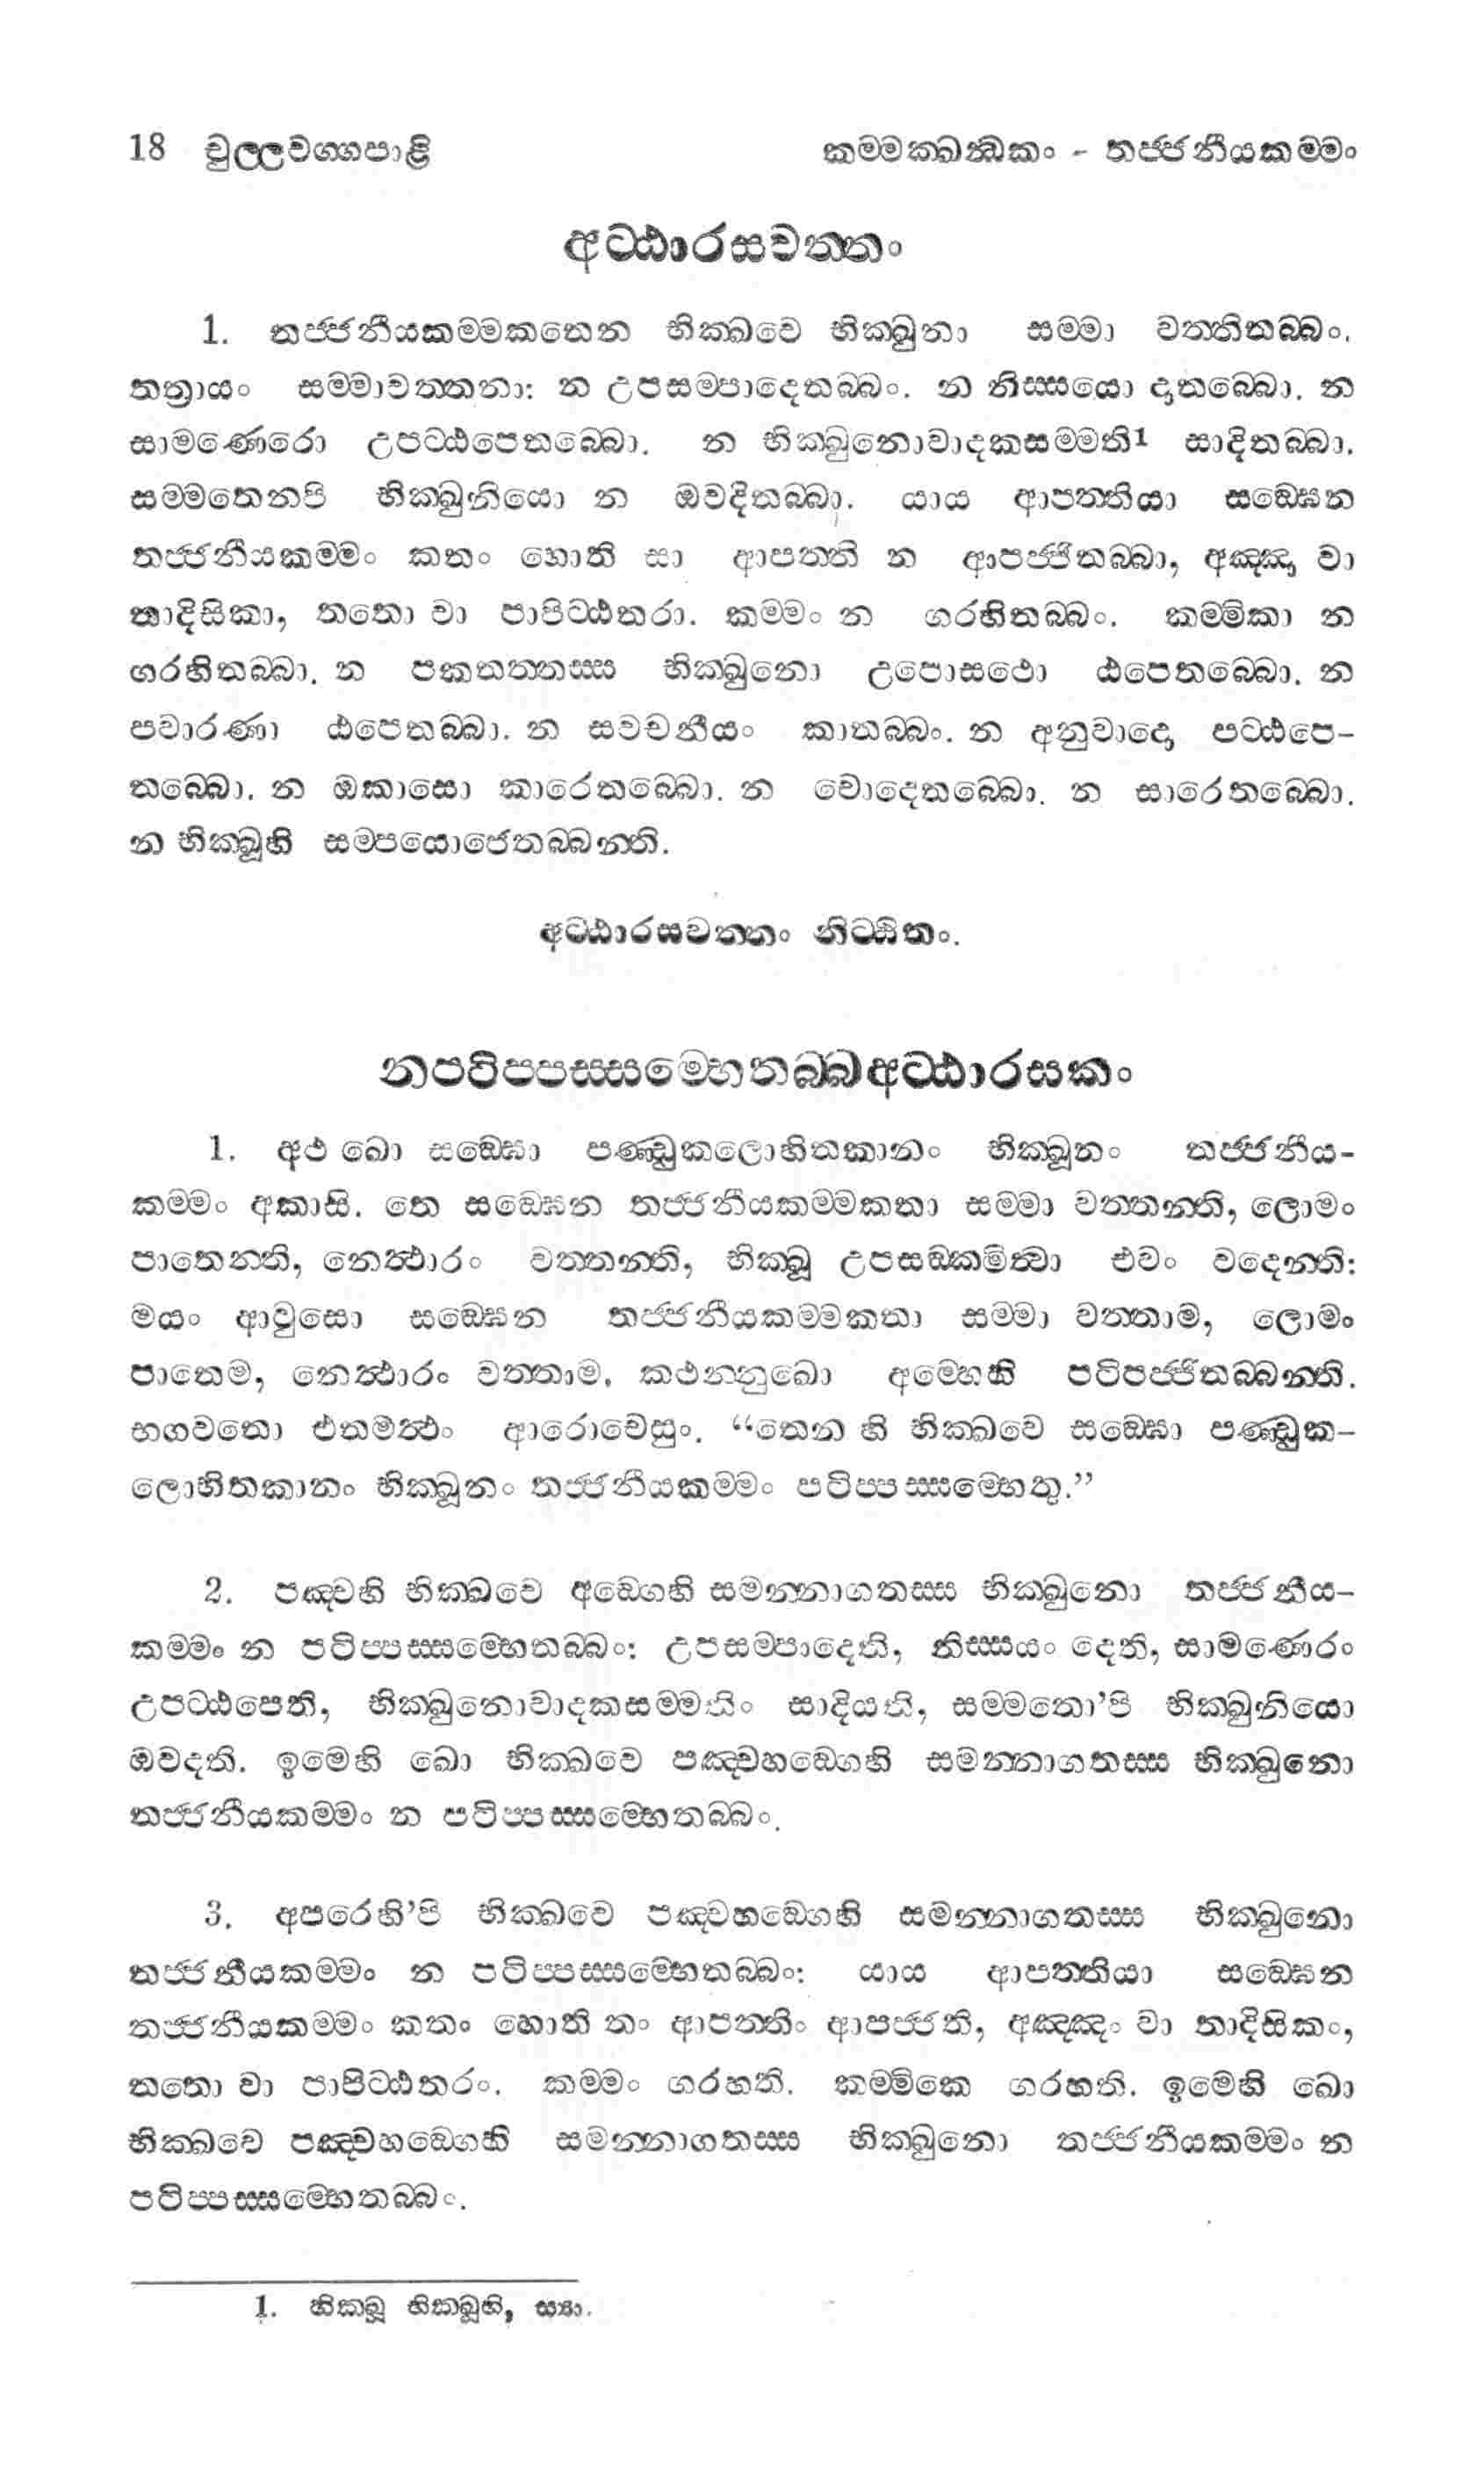 18 චුල්ලවග්ගපාළි කම්මක්ඛන්ධකං - තජ්ජනීයකම්මං
අට්ඨාරසවත්තං
1. තජ්ජනීයකම්මකතෙන භික්ඛවෙ භික්ඛුනා සම්මා වත්තිතබ්බං.
තත්‍රායං සම්මාවත්තනා: න උපසම්පාදෙතබ්බං. න නිස්සයො දාතබ්බො. න
සාමණෙරො උපට්ඨපෙතබ්බො. න භික්ඛුනොවාදකසම්මති1 සාදිතබ්බා.
සම්මතෙනපි භික්ඛුනියො න ඔවදිතබ්බා. යාය ආපත්තියා සඞ්ඝෙන
තජ්ජනීයකම්මං කතං හොති සා ආපත්ති න ආපජ්ජිතබ්බා, අඤ්ඤා වා
තාදිසිකා, තතො වා පාපිට්ඨතරා. කම්මං න ගරහිතබ්බං. කම්මිකා න
ගරහිතබ්බා. න පකතත්තස්ස භික්ඛුනො උපොසථො ඨපෙතබ්බො. න
පවාරණා ඨපෙතබ්බා. න සවචනීයං කාතබ්බං. න අනුවාදො පට්ඨපෙ-
තබ්බො. න ඔකාසො කාරෙතබ්බො. න චොදෙතබ්බො. න සාරෙතබ්බො.
න භික්ඛූහි සම්පයොජෙතබ්බන්ති.
අට්ඨාරසවත්තං නිට්ඨිතං.
නපටිප්පස්සම්භෙතබ්බඅට්ඨාරසකං
1. අථ ඛො සඞ්ඝො පණ්ඩුකලොහිතකානං භික්ඛූනං තජ්ජනීය-
කම්මං අකාසි. තෙ සඞ්ඝෙන තජ්ජනීයකම්මකතා සම්මා වත්තන්ති, ලොමං
පාතෙන්ති, නෙත්ථාරං වත්තන්ති, භික්ඛූ උපසඞ්කමිත්වා එවං වදෙන්ති:
මයං ආවුසො සඞ්ඝෙන තජ්ජනීයකම්මකතා සම්මා වත්තාම, ලොමං
පාතෙම, නෙත්ථාරං වත්තාම, කථන්නුඛො අම්හෙහි පටිපජ්ජිතබ්බන්ති.
භගවතො එතමත්ථං ආරොචෙසුං. “තෙන හි භික්ඛවෙ සඞ්ඝො පණ්ඩුක-
ලොහිතකානං භික්ඛූනං තජ්ජනීයකම්මං පටිප්පස්සම්භෙතු.”
2. පඤ්චහි භික්ඛවෙ අඞ්ගෙහි සමන්නාගතස්ස භික්ඛුනො තජ්ජනීය-
කම්මං න පටිප්පස්සම්භෙතබ්බං: උපසම්පාදෙති, නිස්සයං දෙති, සාමණෙරං
උපට්ඨපෙති, භික්ඛුනොවාදකසම්මතිං සාදියති, සම්මතො’පි භික්ඛුනියො
ඔවදති. ඉමෙහි ඛො භික්ඛවෙ පඤ්චහඞ්ගෙහි සමන්නාගතස්ස භික්ඛුනො
තජ්ජනීයකම්මං න පටිප්පස්සම්භෙතබ්බං.
3. අපරෙහි’පි භික්ඛවෙ පඤ්චහඞ්ගෙහි සමන්නාගතස්ස භික්ඛුනො
තජ්ජනීයකම්මං න පටිප්පස්සම්භෙතබ්බං: යාය ආපත්තියා සඞ්ඝෙන
තජ්ජනීයකම්මං කතං හොති තං ආපත්තිං ආපජ්ජති, අඤ්ඤං වා තාදිසිකං,
තතො වා පාපිට්ඨතරං. කම්මං ගරහති. කම්මිකෙ ගරහති. ඉමෙහි ඛො
භික්ඛවෙ පඤ්චහඞ්ගෙහි සමන්නාගතස්ස භික්ඛුනො තජ්ජනීයකම්මං න
පටිප්පස්සම්භෙතබ්බං.
1. භික්ඛූ භික්ඛූහි, ස්‍යා.